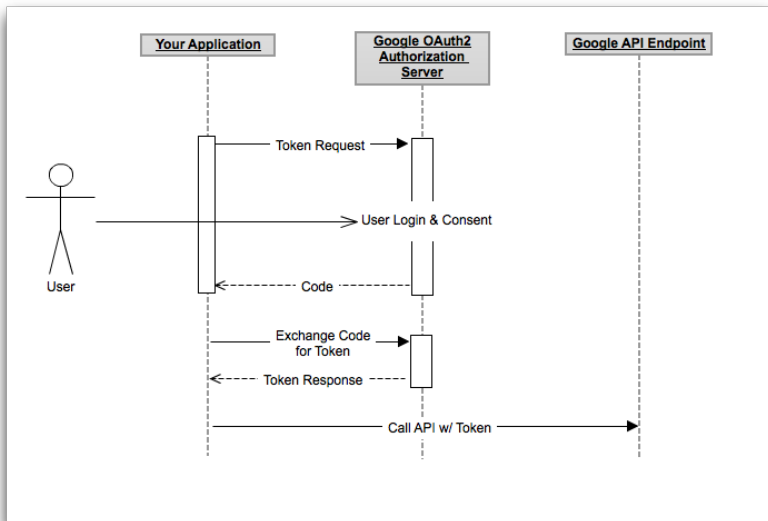 Your Application
Google OAuth2
Authorization
Server
Google API Endpoint
Token Request
User Login & Consent
User
Code
Exchange Code
for Token
Token Response
Call API w/ Token